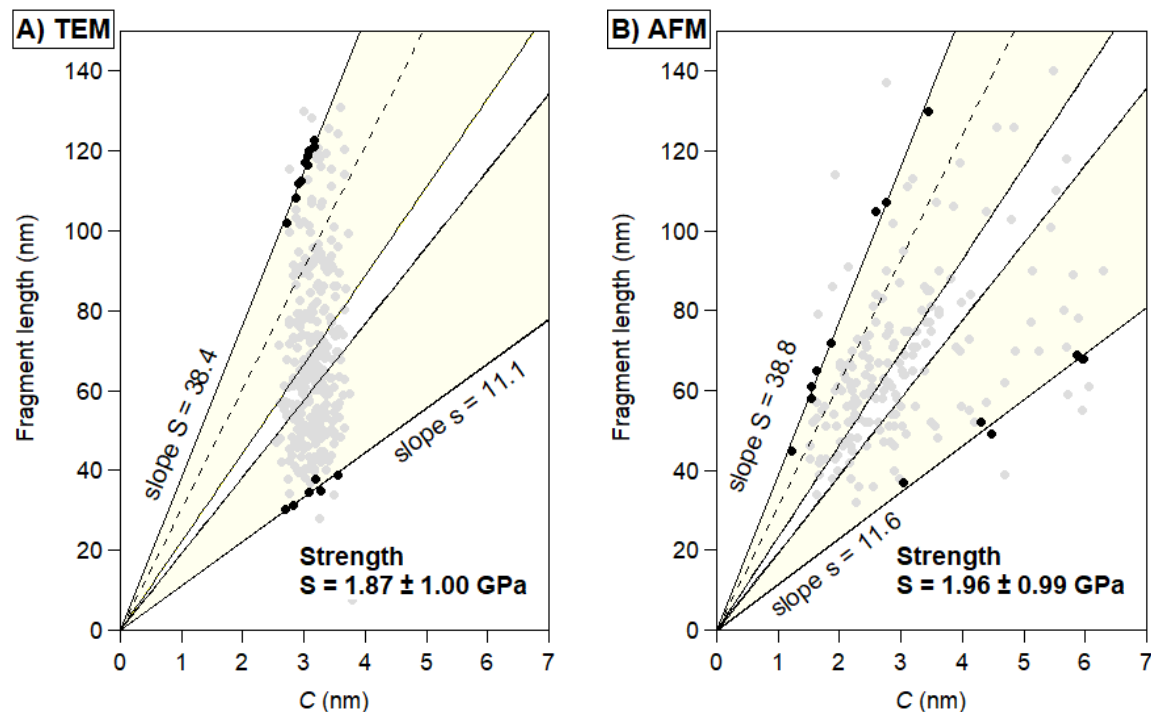 A) TEM
140
120
100
80
60
40
20
0
Fragment length (nm)
slope S = 38.4
slope s = 11.1
Strength
S = 1.87 ± 1.00 GPa
0 1 2 3 4 5 6 7
C (nm)
B) AFM
140
120
100
80
60
40
20
0
Fragment length (nm)
slope S = 38.8
slope s = 11.6
Strength
S = 1.96 ± 0.99 GPa
0 1 2 3 4 5 6 7
C (nm)